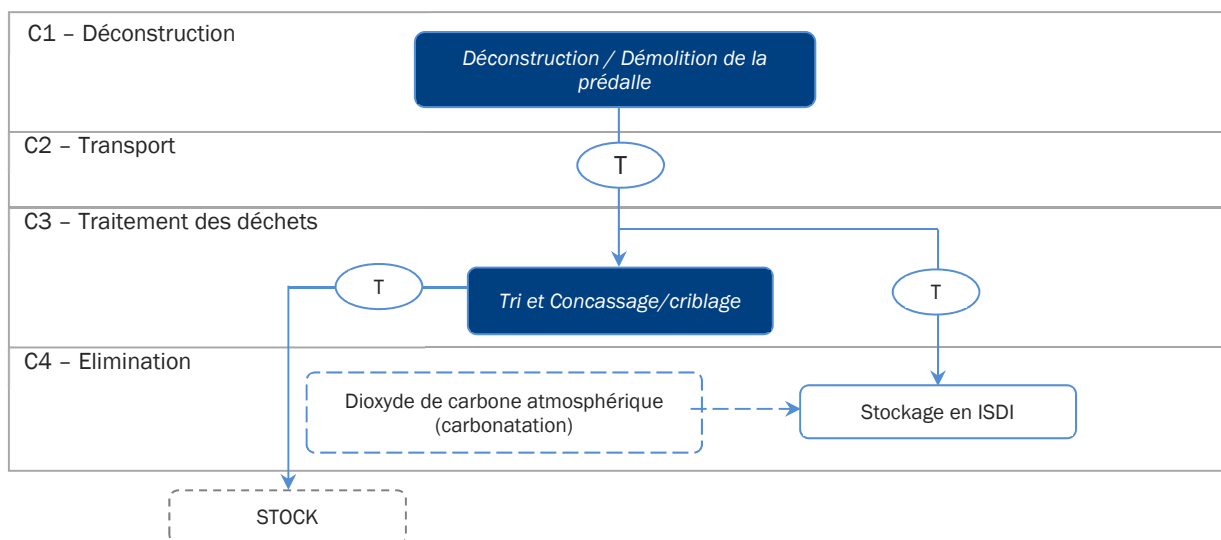 C1 – Déconstruction
Déconstruction / Démolition de la
prédalle
C2 – Transport
T
C3 – Traitement des déchets
T
Tri et Concassage/criblage
T
C4 – Elimination
Dioxyde de carbone atmosphérique
(carbonatation)
Stockage en ISDI
STOCK